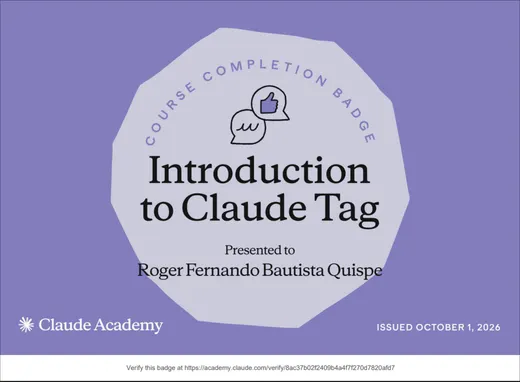 COURSE COMPLETION BADGE
Introduction
to Claude Tag
Presented to
Roger Fernando Bautista Quispe
Claude Academy
ISSUED OCTOBER 1, 2026
Verify this badge at https://academy.claude.com/verify/8ac37b02f2409b4a4f7f270d7820afd7